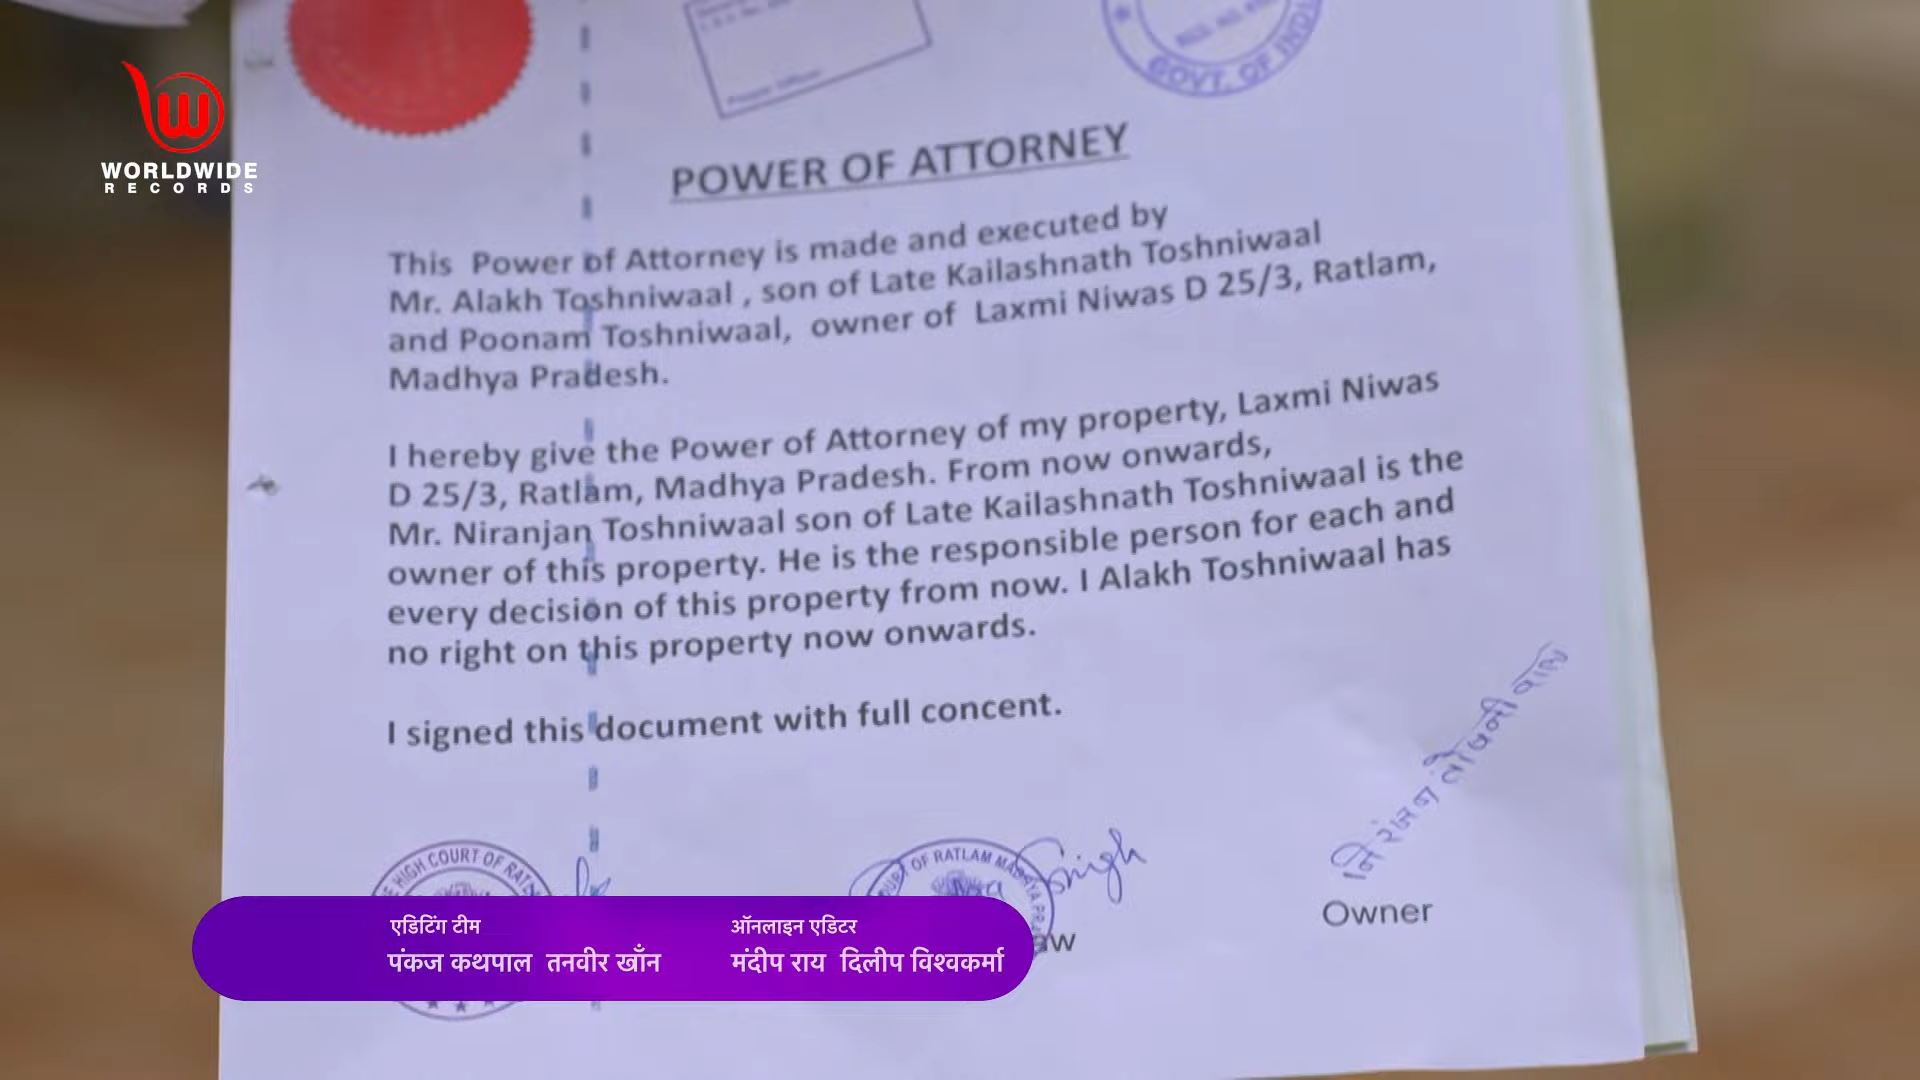 GOVT. OF INDI
WORLDWIDE
RECORDS
POWER OF ATTORNEY
This Power of Attorney is made and executed by
Mr. Alakh Toshniwaal , son of Late Kailashnath Toshniwaal
and Poonam Toshniwaal, owner of Laxmi Niwas D 25/3, Ratlam,
Madhya Pradesh.
I hereby give the Power of Attorney of my property, Laxmi Niwas
D 25/3, Ratlam, Madhya Pradesh. From now onwards,
Mr. Niranjan Toshniwaal son of Late Kailashnath Toshniwaal is the
owner of this property. He is the responsible person for each and
every decision of this property from now. I Alakh Toshniwaal has
no right on this property now onwards.
I signed this document with full concent.
HIGH COURT OF
OF RATLAM
Singh
निरंजन
Owner
एडिटिंग टीम
पंकज कथपाल तनवीर खाँन
ऑनलाइन एडिटर
मंदीप राय दिलीप विश्वकर्मा